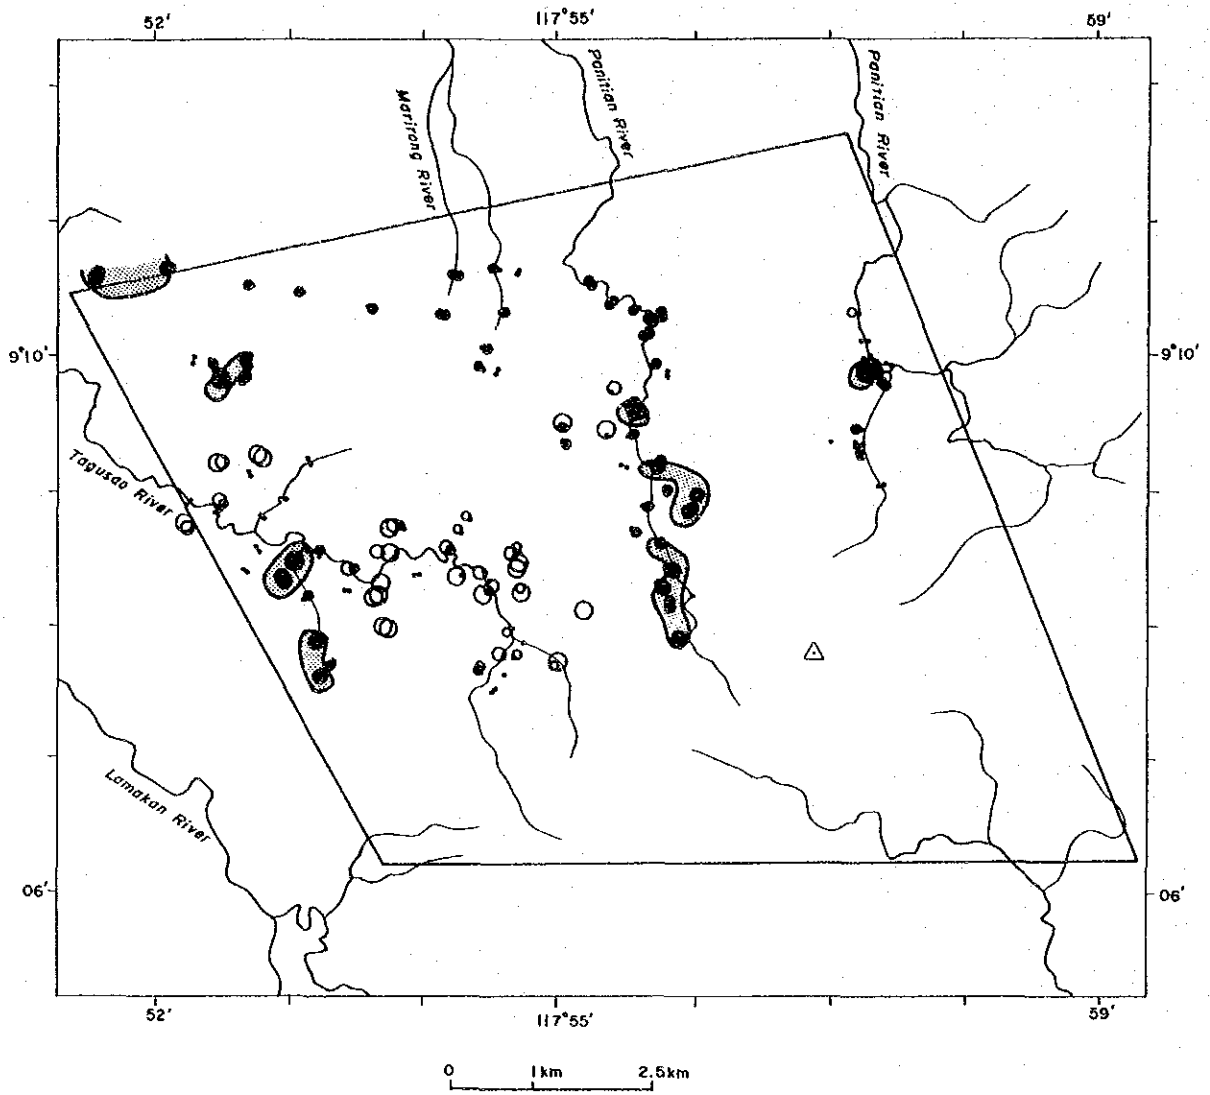 52'
117°55'
59'
Marirong River
Panitian River
Panitian River
9°10'
9°10'
Tagusao River
Lamakan River
06'
06'
52'
117°55'
59'
0 1km 2.5km